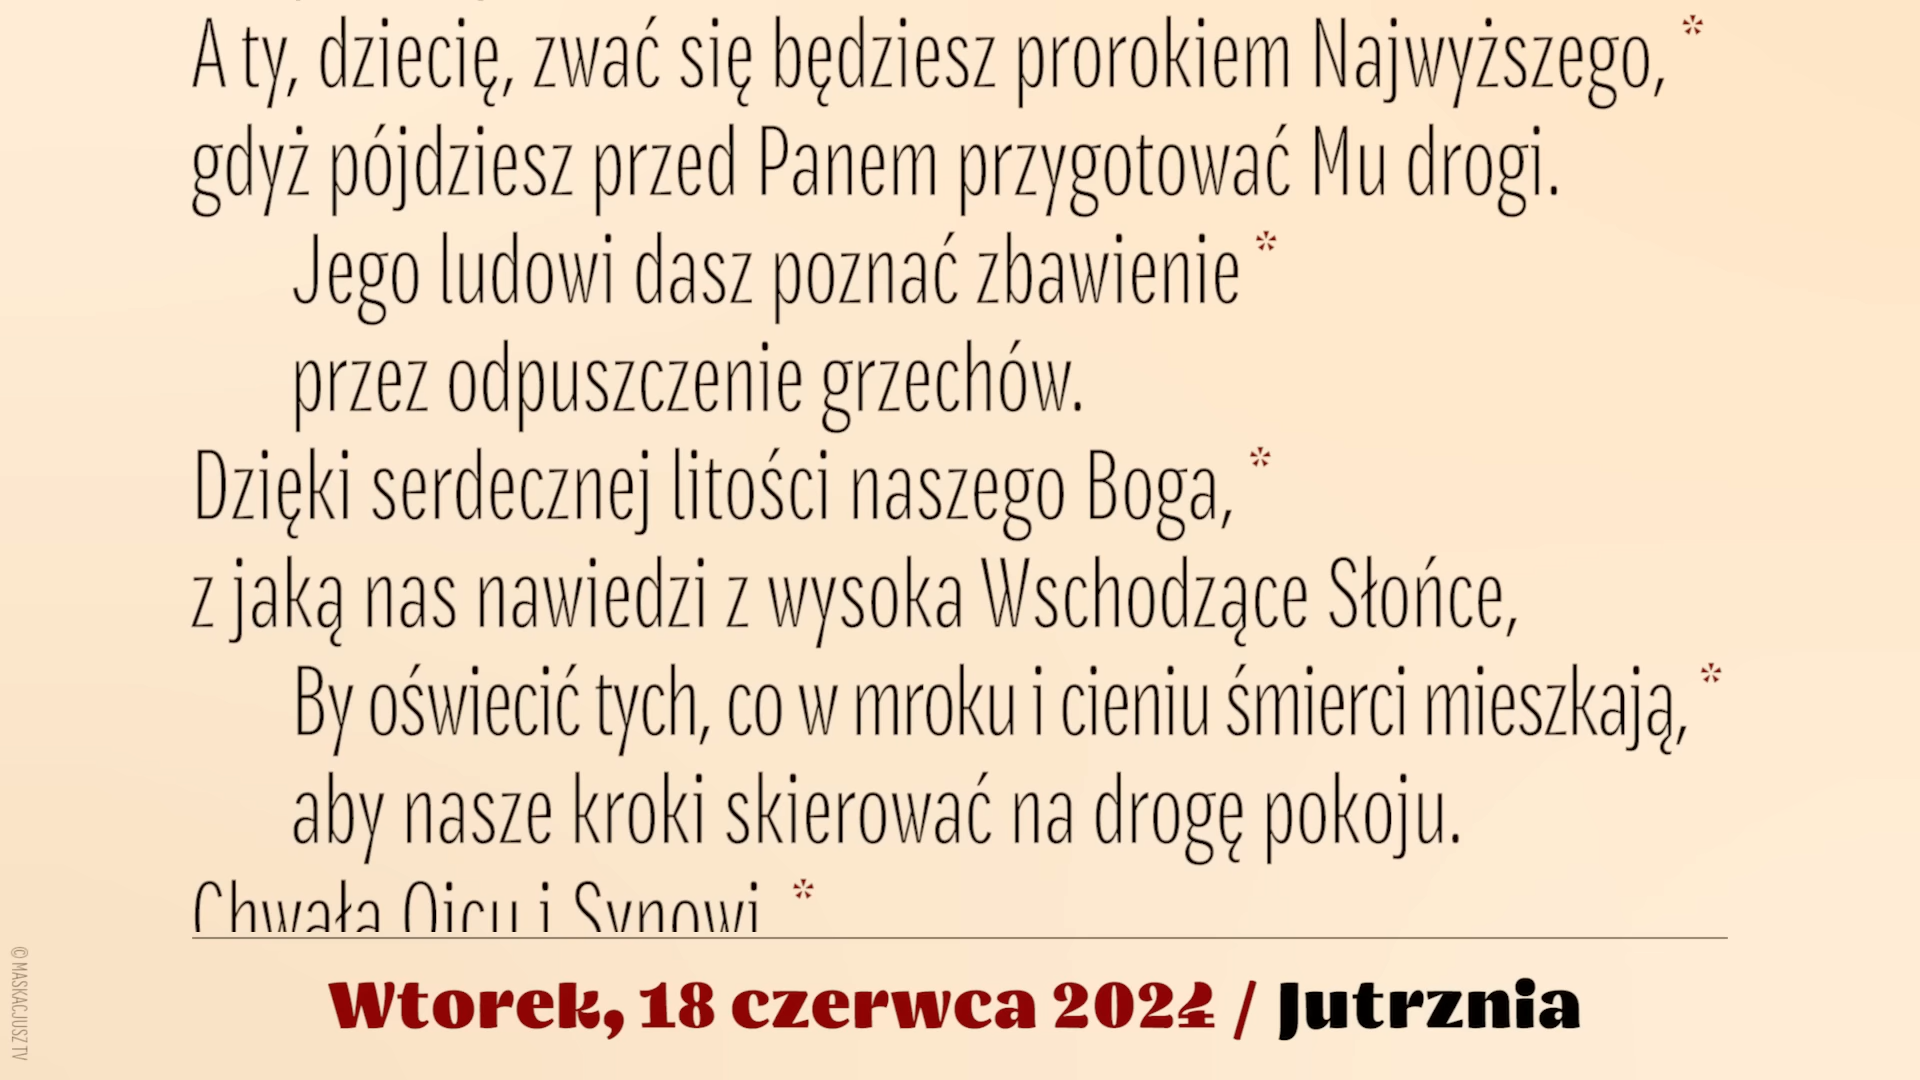 A ty, dziecię, zwać się będziesz prorokiem Najwyższego, *
gdyż pójdziesz przed Panem przygotować Mu drogi.
Jego ludowi dasz poznać zbawienie *
przez odpuszczenie grzechów.
Dzięki serdecznej litości naszego Boga, *
z jaką nas nawiedzi z wysoka Wschodzące Słońce,
By oświecić tych, co w mroku i cieniu śmierci mieszkają, *
aby nasze kroki skierować na drogę pokoju.
Chwała Ojcu i Synowi *
Wtorek, 18 czerwca 2024 / Jutrznia
© MASKACJUSZ TV